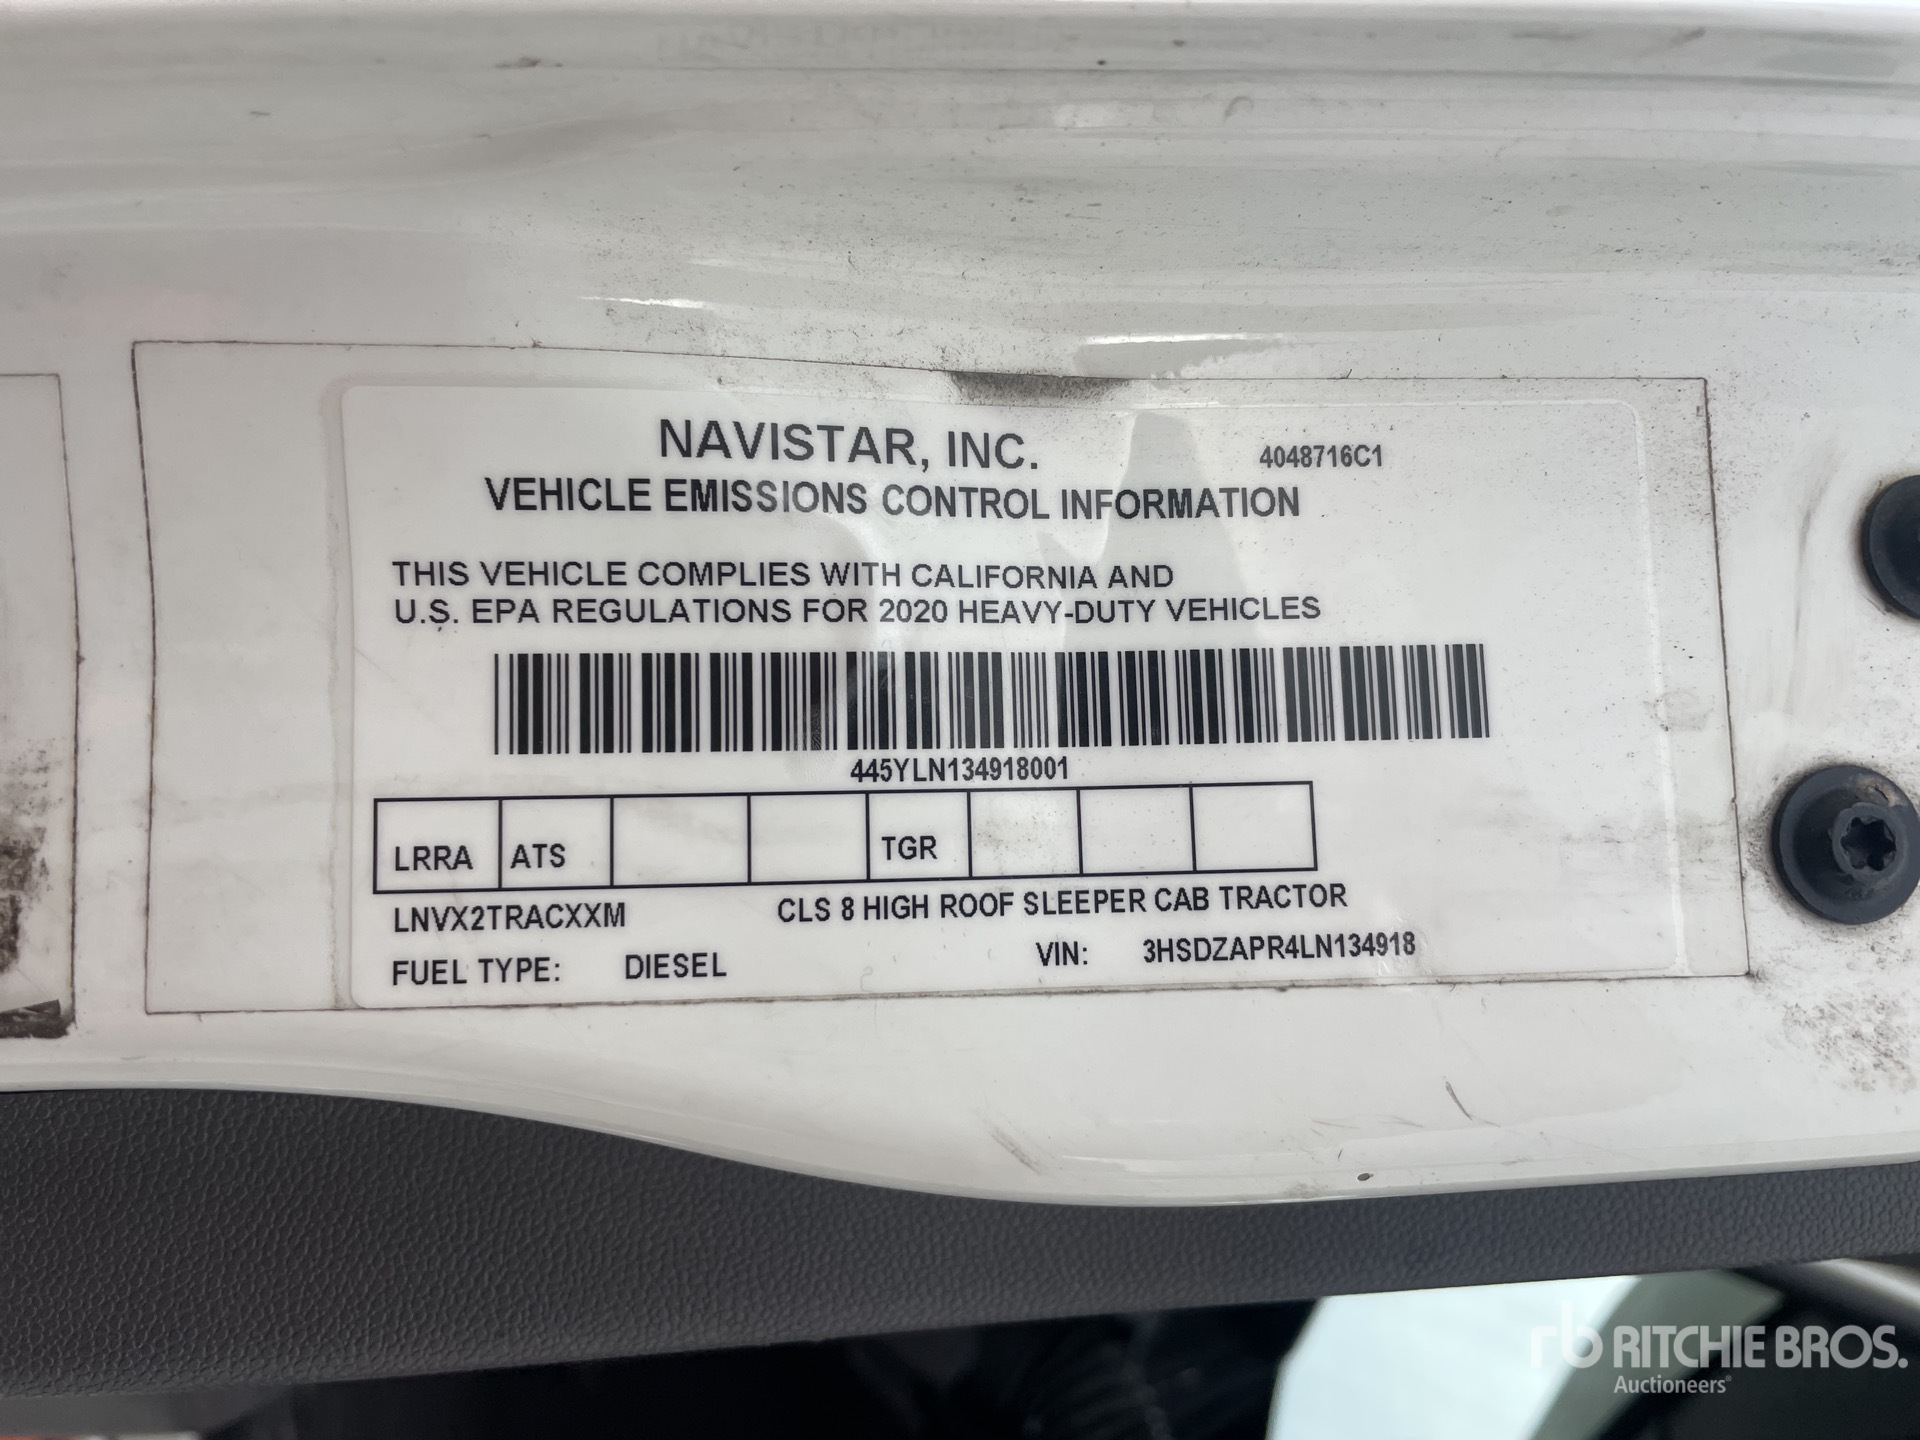 NAVISTAR, INC.
4048716C1
VEHICLE EMISSIONS CONTROL INFORMATION
THIS VEHICLE COMPLIES WITH CALIFORNIA AND
U.S. EPA REGULATIONS FOR 2020 HEAVY-DUTY VEHICLES
445YLN134918001
LRRA ATS TGR
LNVX2TRACXXM CLS 8 HIGH ROOF SLEEPER CAB TRACTOR
FUEL TYPE: DIESEL VIN: 3HSDZAPR4LN134918
rb RITCHIE BROS.
Auctioneers